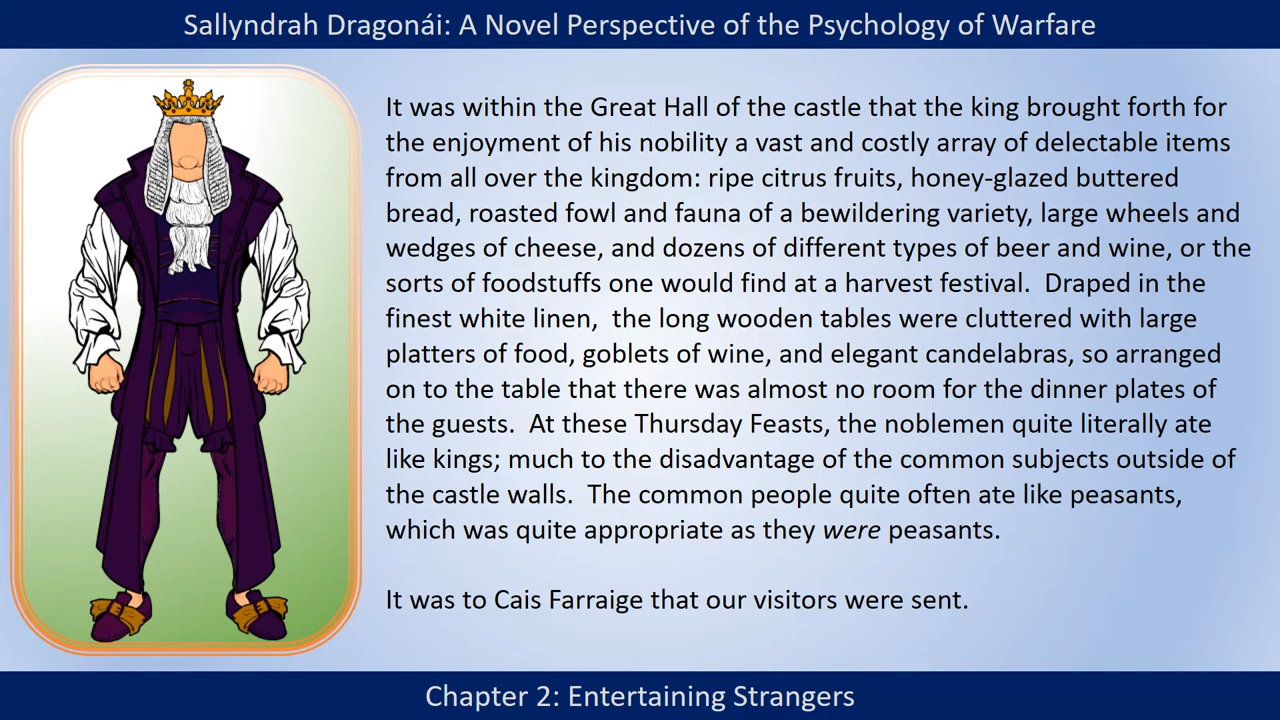 Sallyndrah Dragonái: A Novel Perspective of the Psychology of Warfare
It was within the Great Hall of the castle that the king brought forth for
the enjoyment of his nobility a vast and costly array of delectable items
from all over the kingdom: ripe citrus fruits, honey-glazed buttered
bread, roasted fowl and fauna of a bewildering variety, large wheels and
wedges of cheese, and dozens of different types of beer and wine, or the
sorts of foodstuffs one would find at a harvest festival.  Draped in the
finest white linen,  the long wooden tables were cluttered with large
platters of food, goblets of wine, and elegant candelabras, so arranged
on to the table that there was almost no room for the dinner plates of
the guests.  At these Thursday Feasts, the noblemen quite literally ate
like kings; much to the disadvantage of the common subjects outside of
the castle walls.  The common people quite often ate like peasants,
which was quite appropriate as they were peasants.
It was to Cais Farraige that our visitors were sent.
Chapter 2: Entertaining Strangers